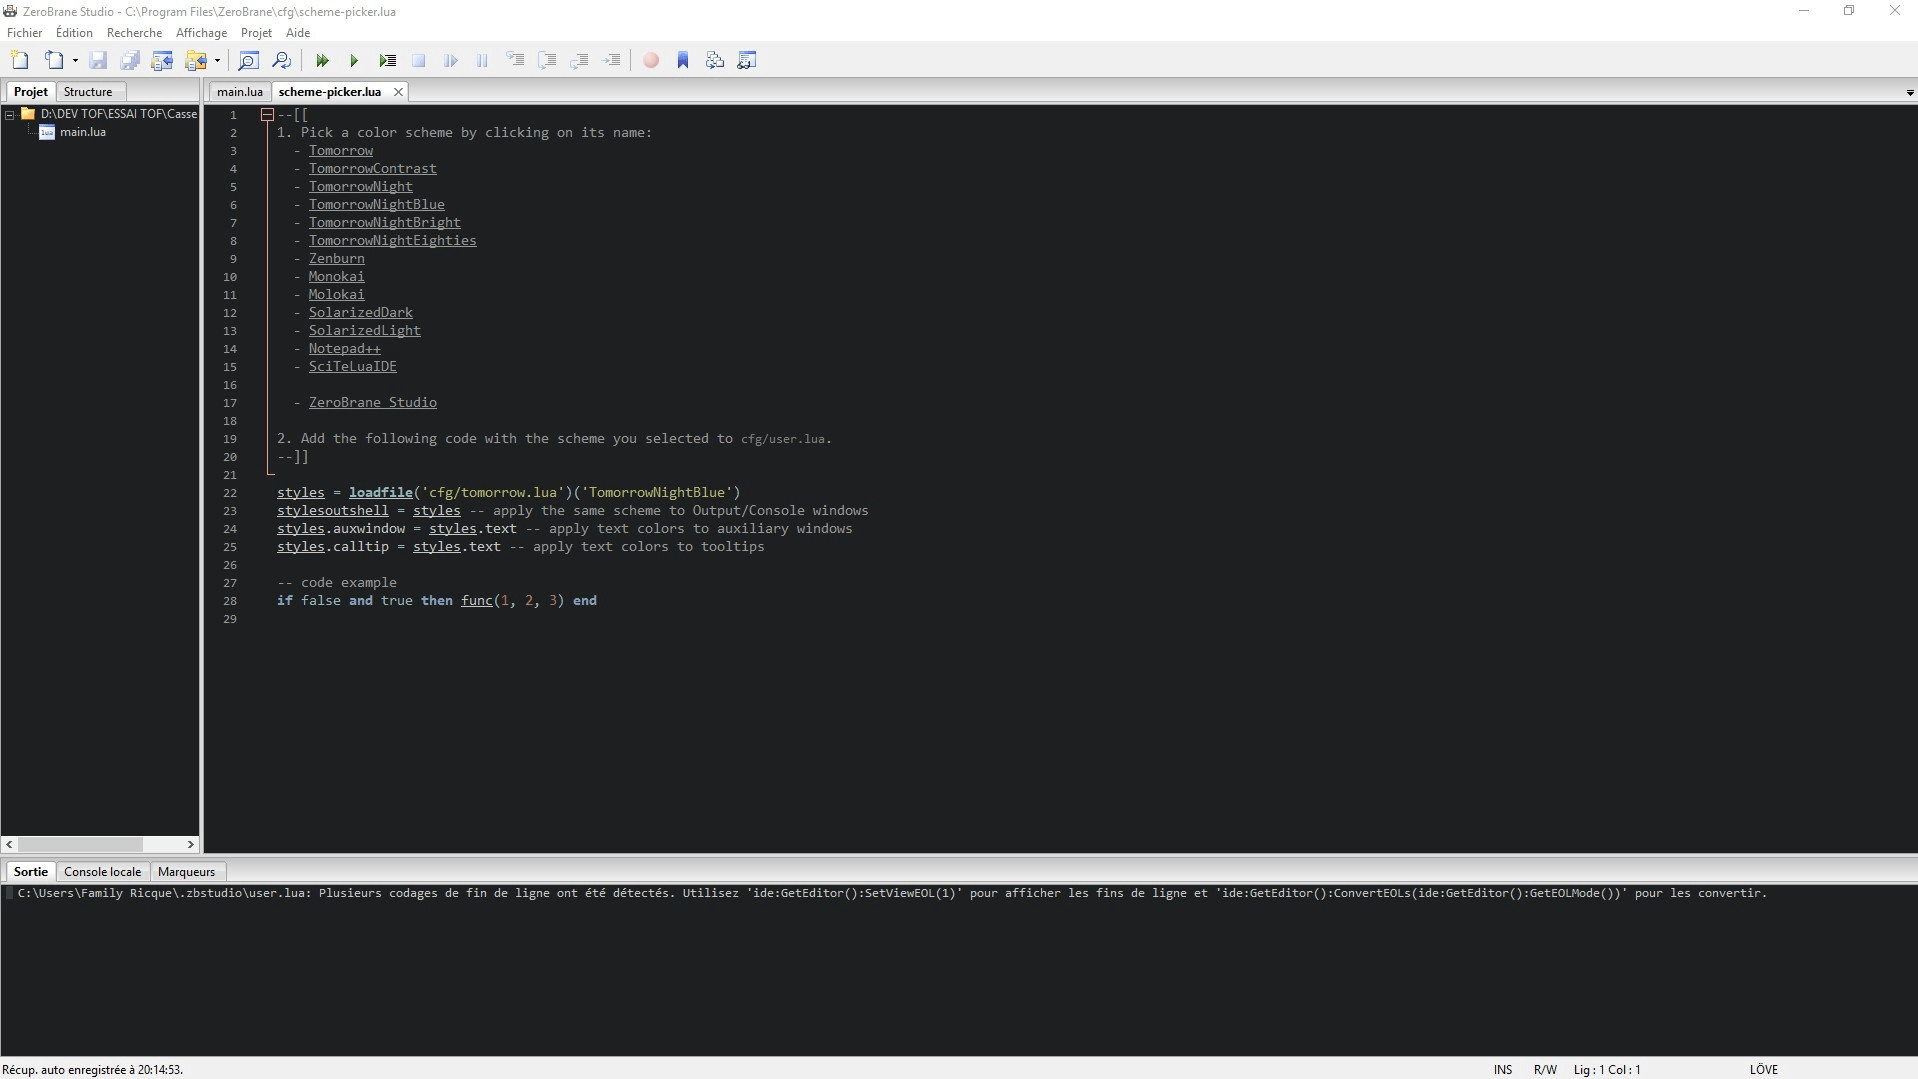 ZeroBrane Studio - C:\Program Files\ZeroBrane\cfg\scheme-picker.lua
Fichier Édition Recherche Affichage Projet Aide
Projet Structure
D:\DEV TOF\ESSAI TOF\Casse
main.lua
main.lua scheme-picker.lua
1 --[[
2 1. Pick a color scheme by clicking on its name:
3 - Tomorrow
4 - TomorrowContrast
5 - TomorrowNight
6 - TomorrowNightBlue
7 - TomorrowNightBright
8 - TomorrowNightEighties
9 - Zenburn
10 - Monokai
11 - Molokai
12 - SolarizedDark
13 - SolarizedLight
14 - Notepad++
15 - SciTeLuaIDE
16
17 - ZeroBrane Studio
18
19 2. Add the following code with the scheme you selected to cfg/user.lua.
20 --]]
21
22 styles = loadfile('cfg/tomorrow.lua')('TomorrowNightBlue')
23 stylesoutshell = styles -- apply the same scheme to Output/Console windows
24 styles.auxwindow = styles.text -- apply text colors to auxiliary windows
25 styles.calltip = styles.text -- apply text colors to tooltips
26
27 -- code example
28 if false and true then func(1, 2, 3) end
29
Sortie Console locale Marqueurs
C:\Users\Family Ricque\.zbstudio\user.lua: Plusieurs codages de fin de ligne ont été détectés. Utilisez 'ide:GetEditor():SetViewEOL(1)' pour afficher les fins de ligne et 'ide:GetEditor():ConvertEOLs(ide:GetEditor():GetEOLMode())' pour les convertir.
Récup. auto enregistrée à 20:14:53. INS R/W Lig : 1 Col : 1 LÖVE